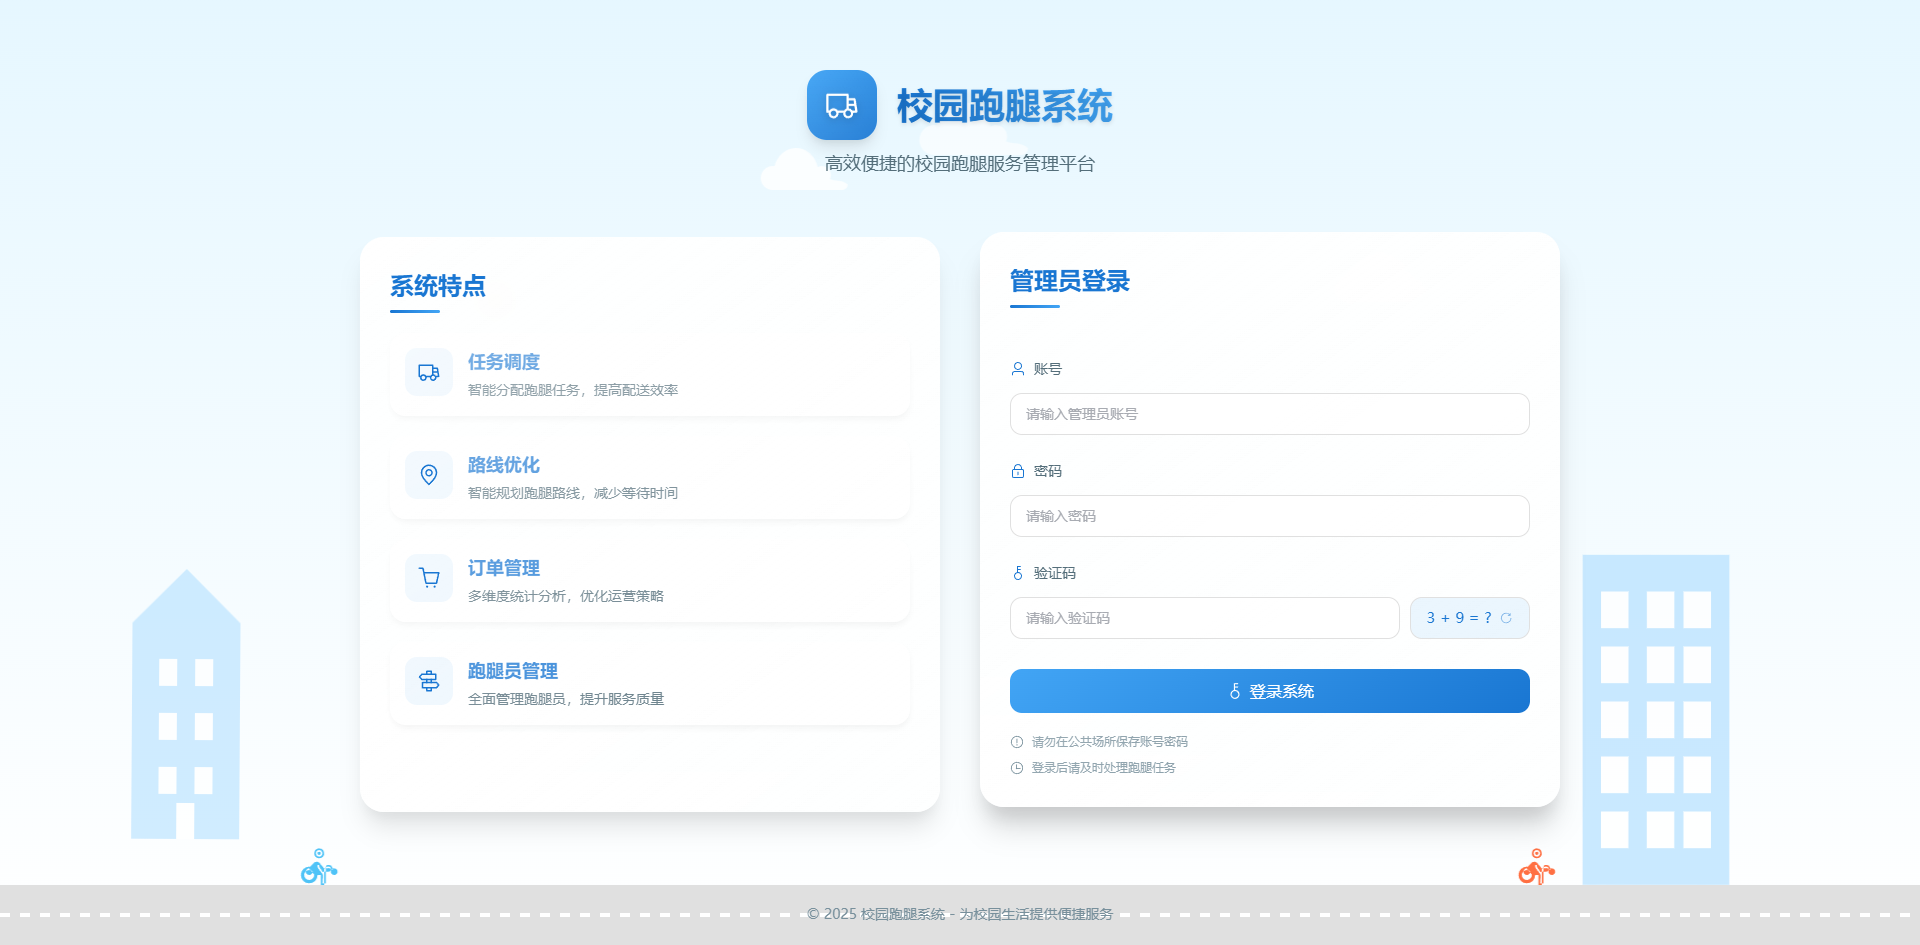 校园跑腿系统
高效便捷的校园跑腿服务管理平台
系统特点
任务调度
智能分配跑腿任务，提高配送效率
路线优化
智能规划跑腿路线，减少等待时间
订单管理
多维度统计分析，优化运营策略
跑腿员管理
全面管理跑腿员，提升服务质量
管理员登录
账号
请输入管理员账号
密码
请输入密码
验证码
请输入验证码
3 + 9 = ?
登录系统
请勿在公共场所保存账号密码
登录后请及时处理跑腿任务
© 2025 校园跑腿系统 - 为校园生活提供便捷服务